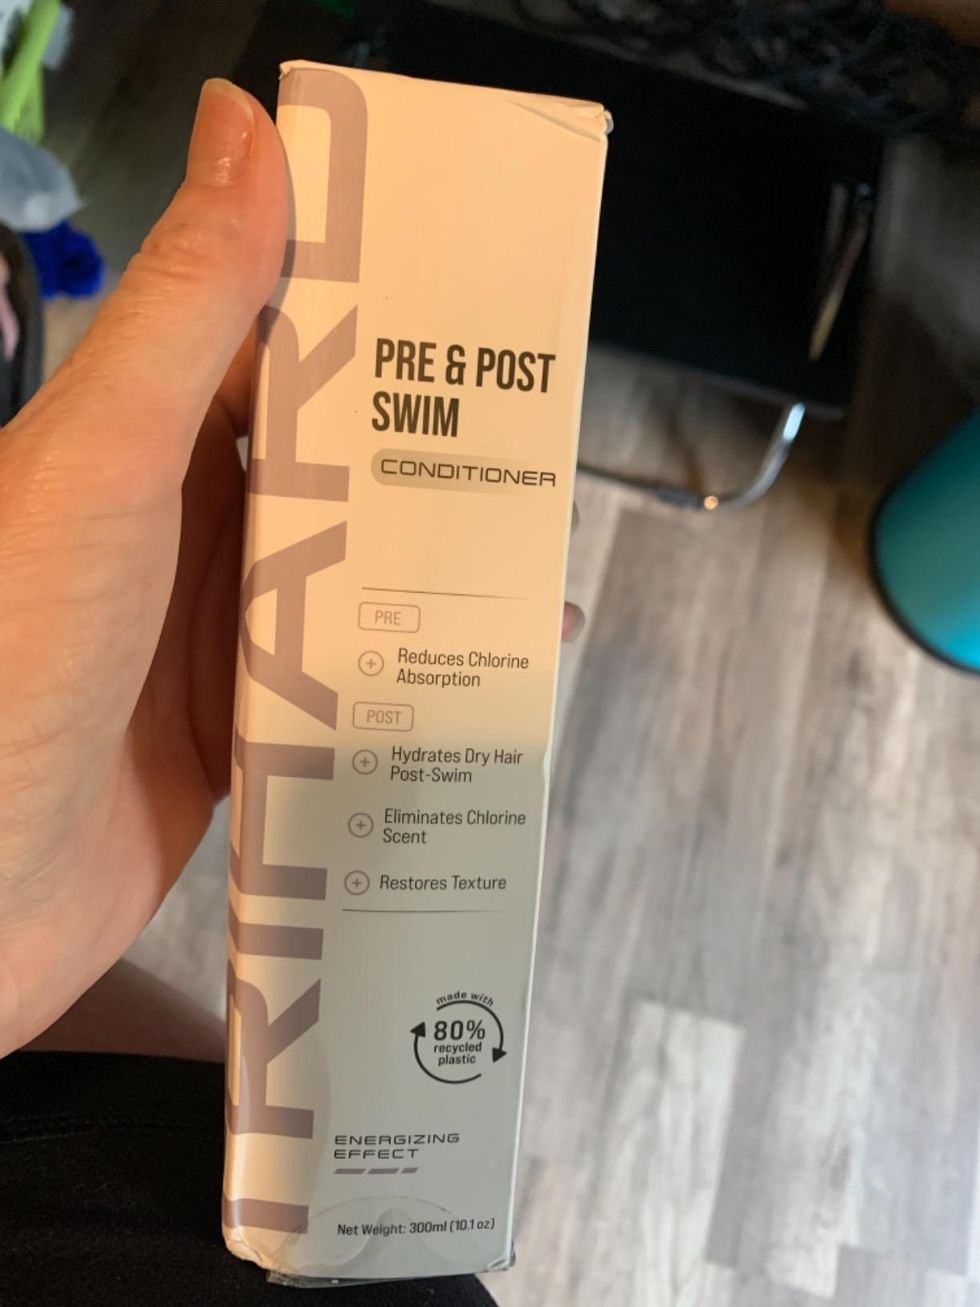 TRIHARD
PRE & POST
SWIM
CONDITIONER
PRE
Reduces Chlorine
Absorption
POST
Hydrates Dry Hair
Post-Swim
Eliminates Chlorine
Scent
Restores Texture
made with
80%
recycled
plastic
ENERGIZING
EFFECT
Net Weight: 300ml (10.1 oz)